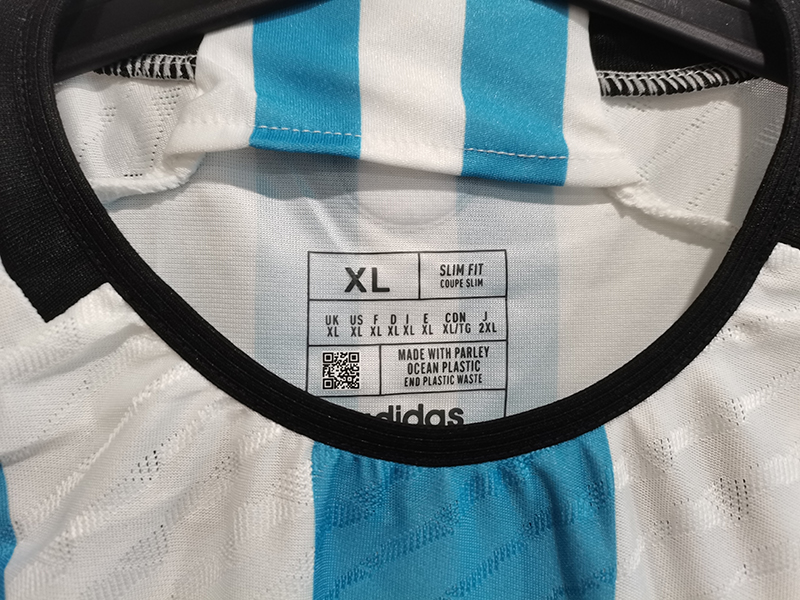 XL
SLIM FIT
COUPE SLIM
UK US F D I E CDN J
XL XL XL XL XL XL XL/TG 2XL
MADE WITH PARLEY
OCEAN PLASTIC
END PLASTIC WASTE
adidas